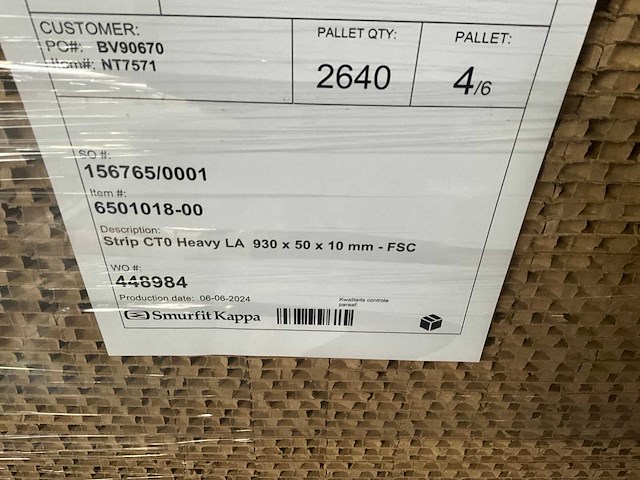 CUSTOMER:
PO#: BV90670
Item#: NT7571
PALLET QTY:
2640
PALLET:
4/6
SO #:
156765/0001
Item #:
6501018-00
Description:
Strip CT0 Heavy LA 930 x 50 x 10 mm - FSC
WO #:
448984
Production date: 06-06-2024
Kwaliteits controle
paraaf:
Smurfit Kappa